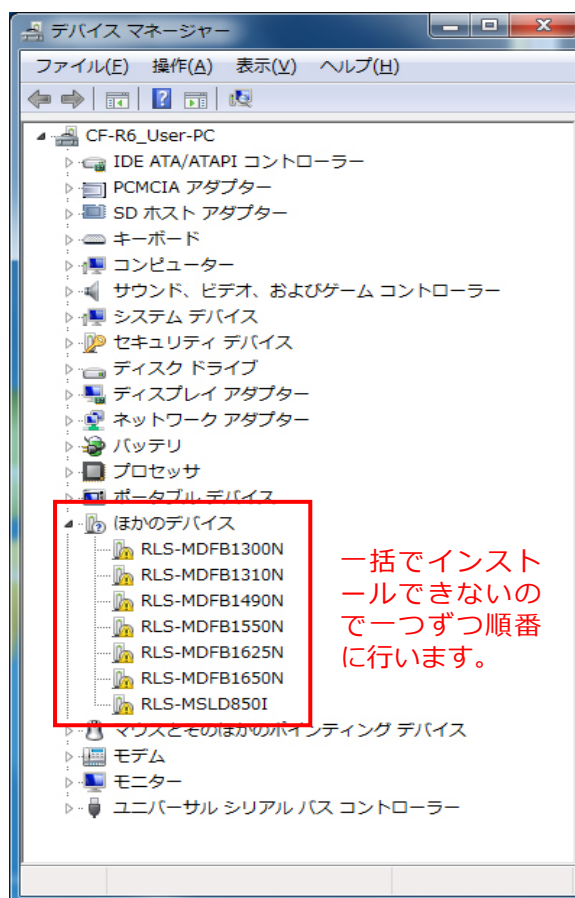 デバイス マネージャー
ファイル(F) 操作(A) 表示(V) ヘルプ(H)
CF-R6_User-PC
IDE ATA/ATAPI コントローラー
PCMCIA アダプター
SD ホスト アダプター
キーボード
コンピューター
サウンド、ビデオ、およびゲーム コントローラー
システム デバイス
セキュリティ デバイス
ディスク ドライブ
ディスプレイ アダプター
ネットワーク アダプター
バッテリ
プロセッサ
ポータブル デバイス
ほかのデバイス
RLS-MDFB1300N
RLS-MDFB1310N
RLS-MDFB1490N
RLS-MDFB1550N
RLS-MDFB1625N
RLS-MDFB1650N
RLS-MSLD850I
一括でインスト
ールできないの
で一つずつ順番
に行います。
マウスとそのほかのポインティング デバイス
モデム
モニター
ユニバーサル シリアル バス コントローラー